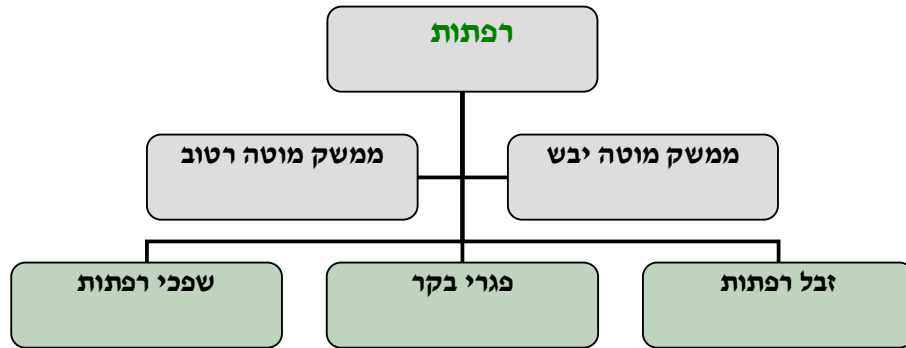 רפתות
ממשק מוטה יבש
ממשק מוטה רטוב
זבל רפתות
פגרי בקר
שפכי רפתות